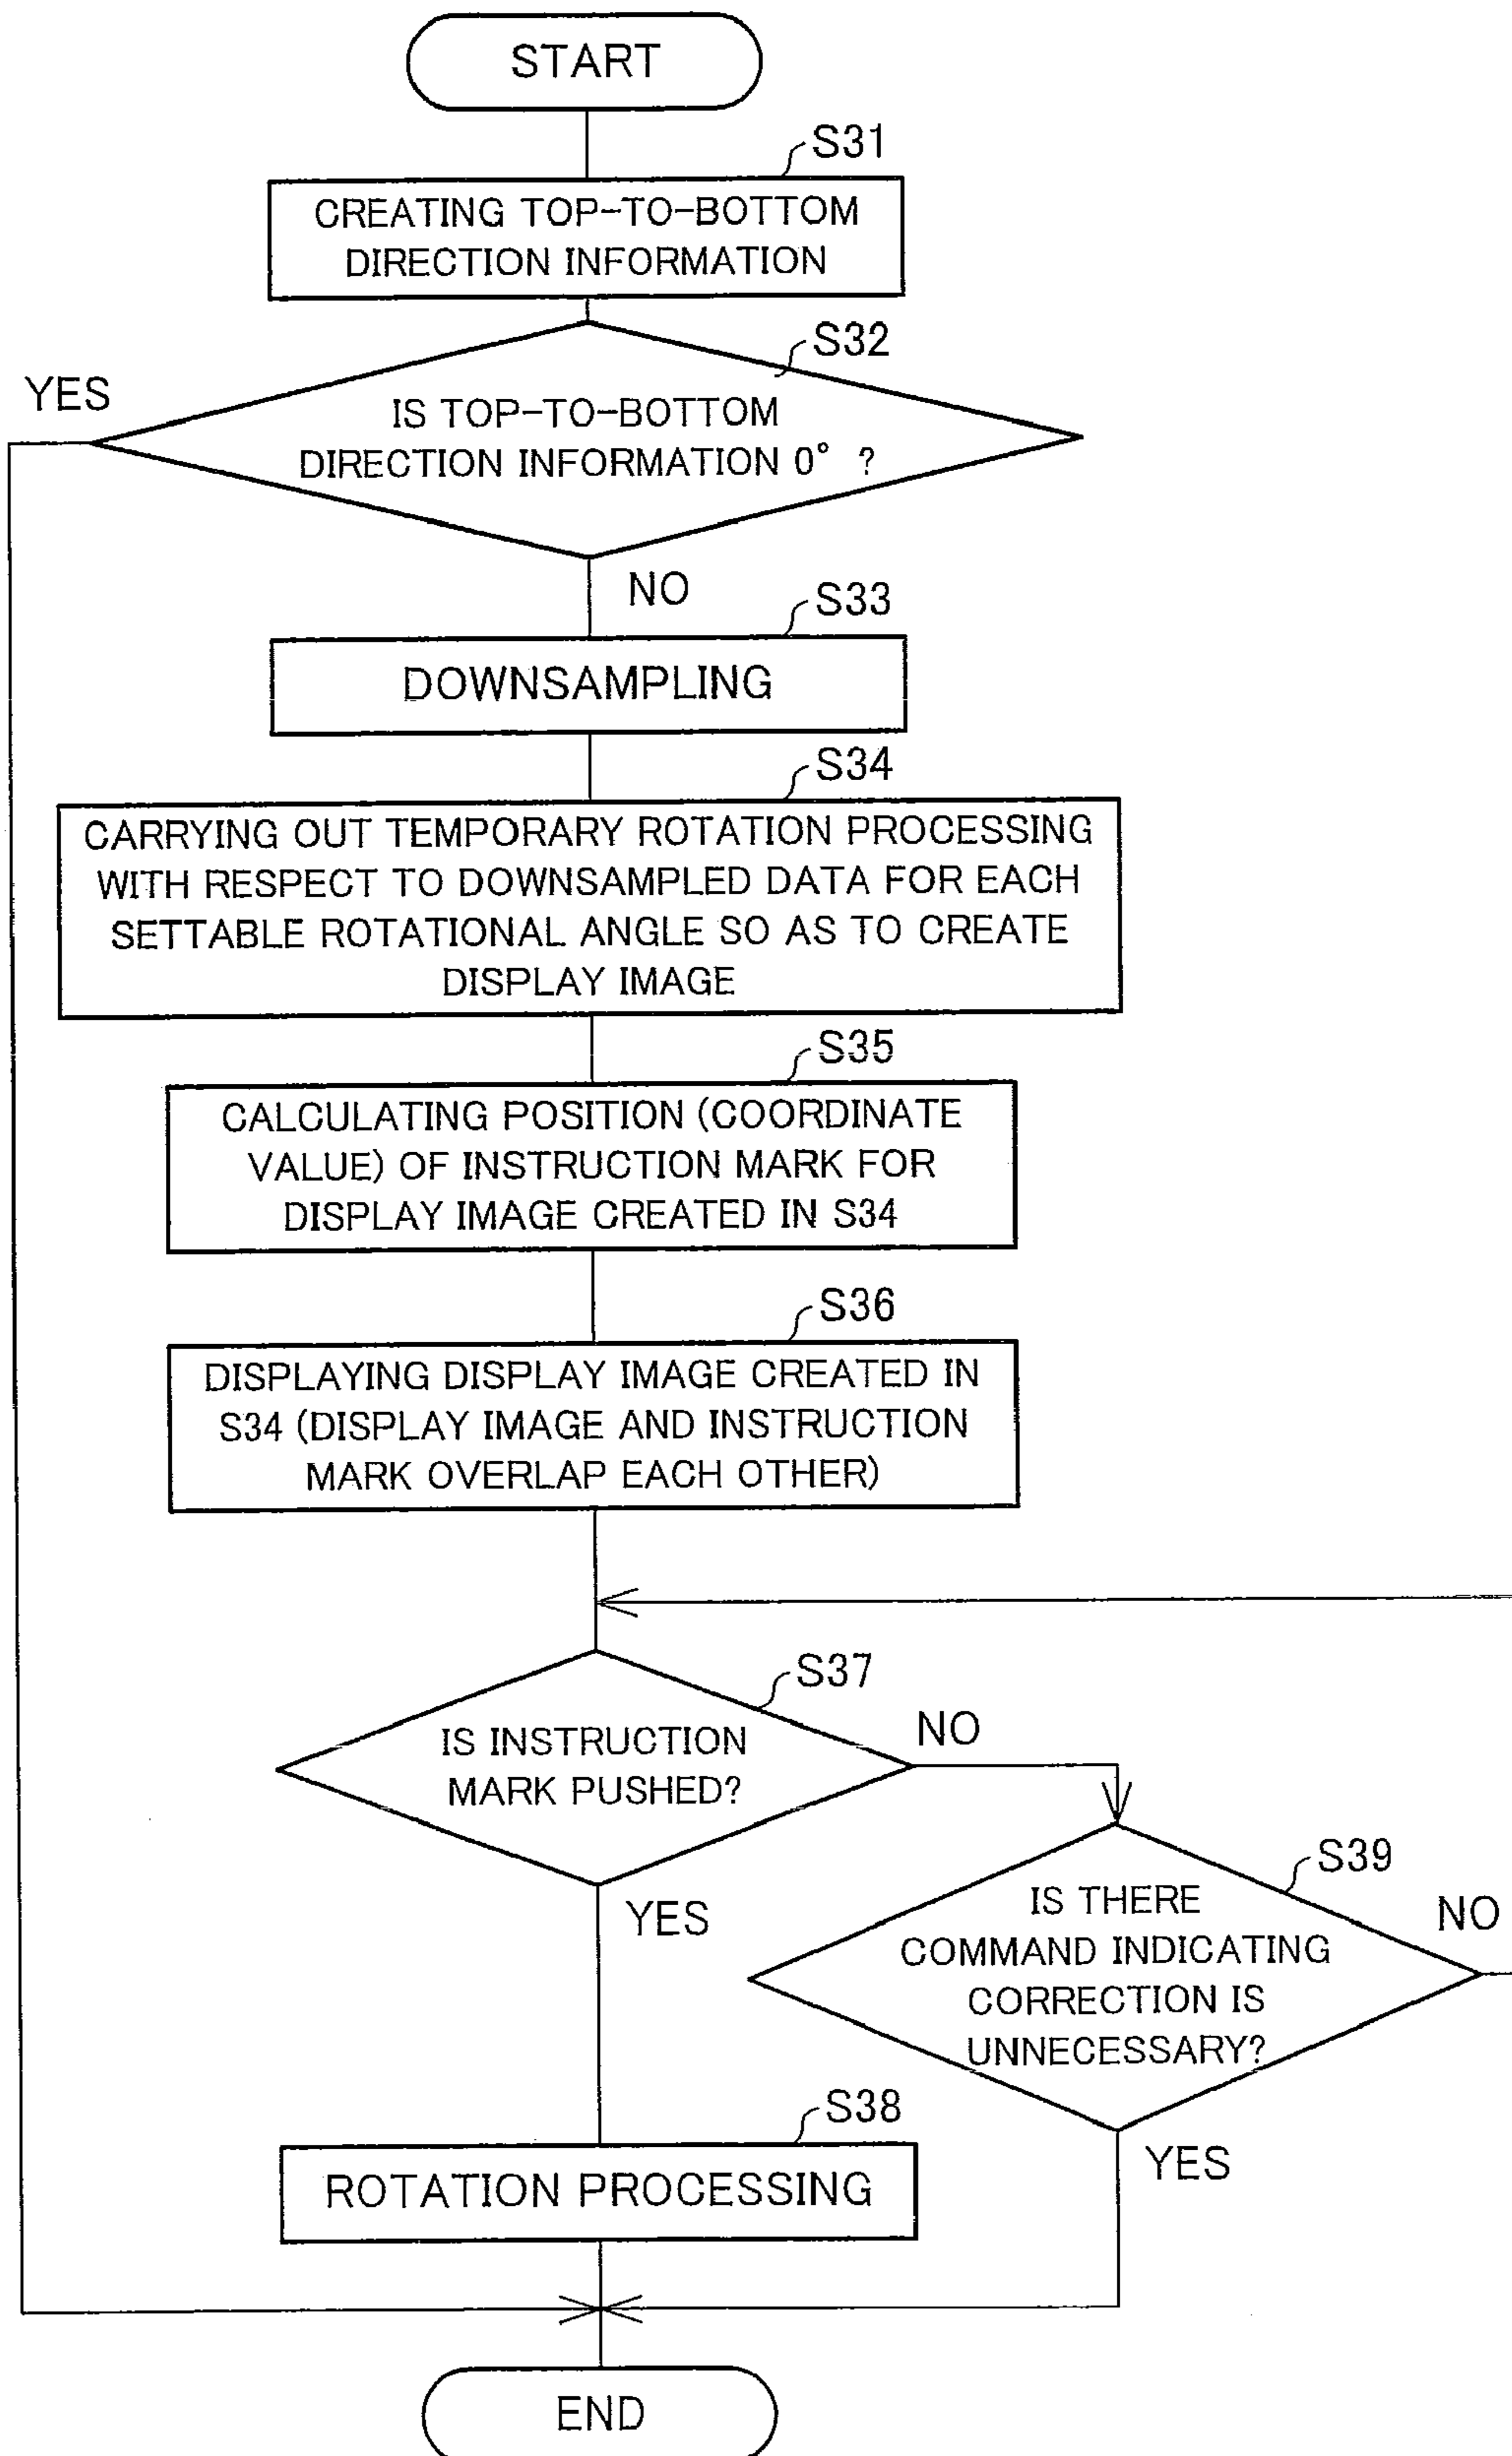 START
S31
CREATING TOP-TO-BOTTOM
DIRECTION INFORMATION
S32
YES
IS TOP-TO-BOTTOM
DIRECTION INFORMATION 0° ?
NO
S33
DOWNSAMPLING
S34
CARRYING OUT TEMPORARY ROTATION PROCESSING
WITH RESPECT TO DOWNSAMPLED DATA FOR EACH
SETTABLE ROTATIONAL ANGLE SO AS TO CREATE
DISPLAY IMAGE
S35
CALCULATING POSITION (COORDINATE
VALUE) OF INSTRUCTION MARK FOR
DISPLAY IMAGE CREATED IN S34
S36
DISPLAYING DISPLAY IMAGE CREATED IN
S34 (DISPLAY IMAGE AND INSTRUCTION
MARK OVERLAP EACH OTHER)
S37
IS INSTRUCTION
MARK PUSHED?
NO
YES
S39
IS THERE
COMMAND INDICATING
CORRECTION IS
UNNECESSARY?
NO
YES
S38
ROTATION PROCESSING
END